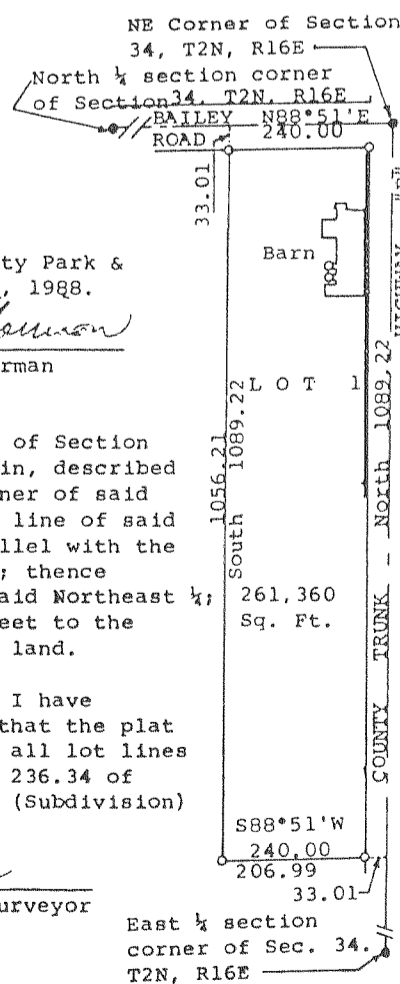 NE Corner of Section
34, T2N, R16E
North ¼ section corner
of Section 34, T2N, R16E
BAILEY N88°51'E
ROAD 240.00
33.01
ty Park &
, 1988.
rman
Barn
LOT 1
1056.21
South 1089.22
North 1089.22
COUNTY TRUNK - HIGHWAY
of Section
in, described
ner of said
line of said
llel with the
; thence
aid Northeast ¼;
eet to the
land.
261,360
Sq. Ft.
I have
that the plat
all lot lines
236.34 of
(Subdivision)
S88°51'W
240.00
206.99
33.01
urveyor
East ¼ section
corner of Sec. 34.
T2N, R16E